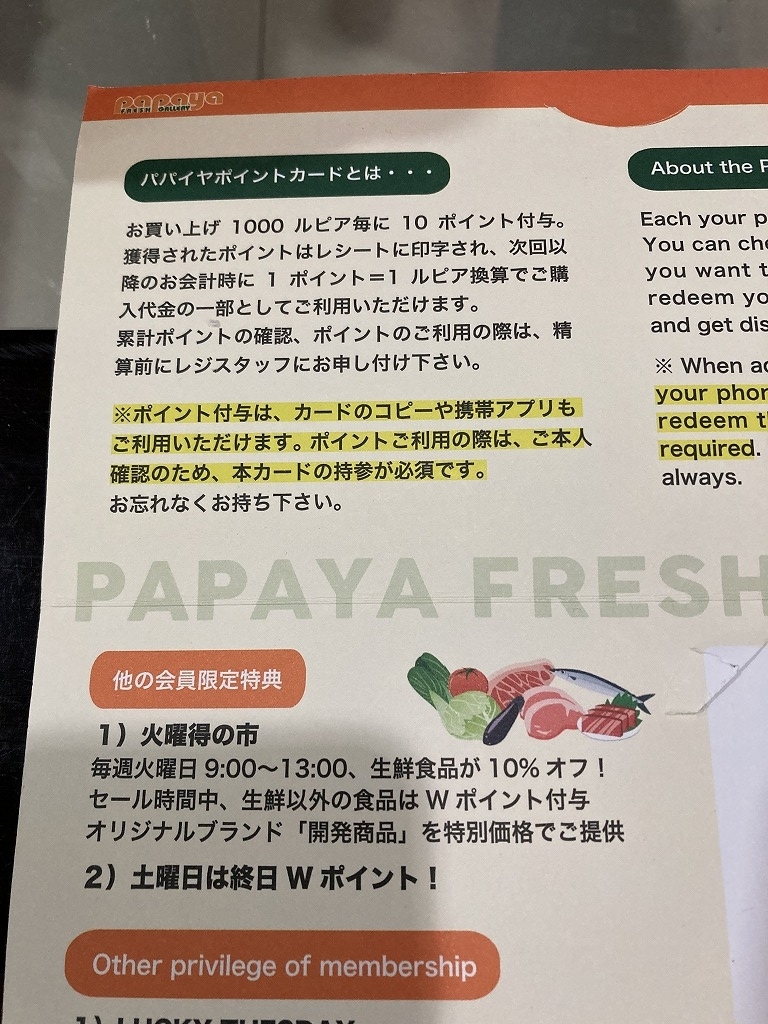 papaya
FRESH GALLERY
パパイヤポイントカードとは・・・
お買い上げ 1000 ルピア毎に 10 ポイント付与。
獲得されたポイントはレシートに印字され、次回以
降のお会計時に 1 ポイント＝1 ルピア換算でご購
入代金の一部としてご利用いただけます。
累計ポイントの確認、ポイントのご利用の際は、精
算前にレジスタッフにお申し付け下さい。
※ポイント付与は、カードのコピーや携帯アプリも
ご利用いただけます。ポイントご利用の際は、ご本人
確認のため、本カードの持参が必須です。
お忘れなくお持ち下さい。
About the
Each your
You can
you want
redeem
and get
※ When
your
redeem
required.
always.
PAPAYA FRESH
他の会員限定特典
1）火曜得の市
毎週火曜日 9:00～13:00、生鮮食品が 10% オフ！
セール時間中、生鮮以外の食品は W ポイント付与
オリジナルブランド「開発商品」を特別価格でご提供
2）土曜日は終日 W ポイント！
Other privilege of membership
1) LUCKY TUESDAY